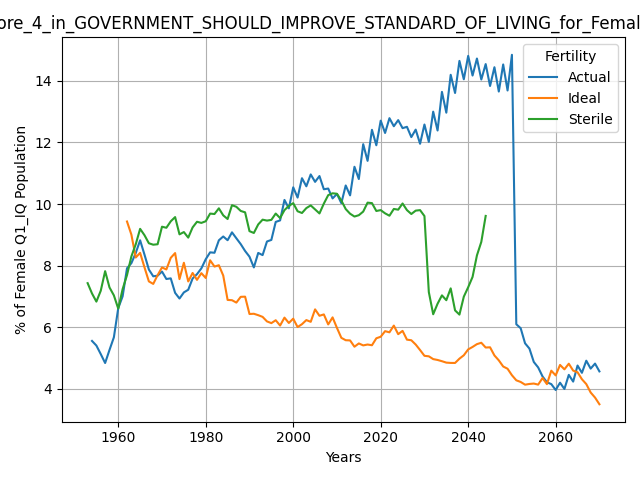 ore_4_in_GOVERNMENT_SHOULD_IMPROVE_STANDARD_OF_LIVING_for_Femal
% of Female Q1_IQ Population
14
12
10
8
6
4
Fertility
Actual
Ideal
Sterile
1960 1980 2000 2020 2040 2060
Years